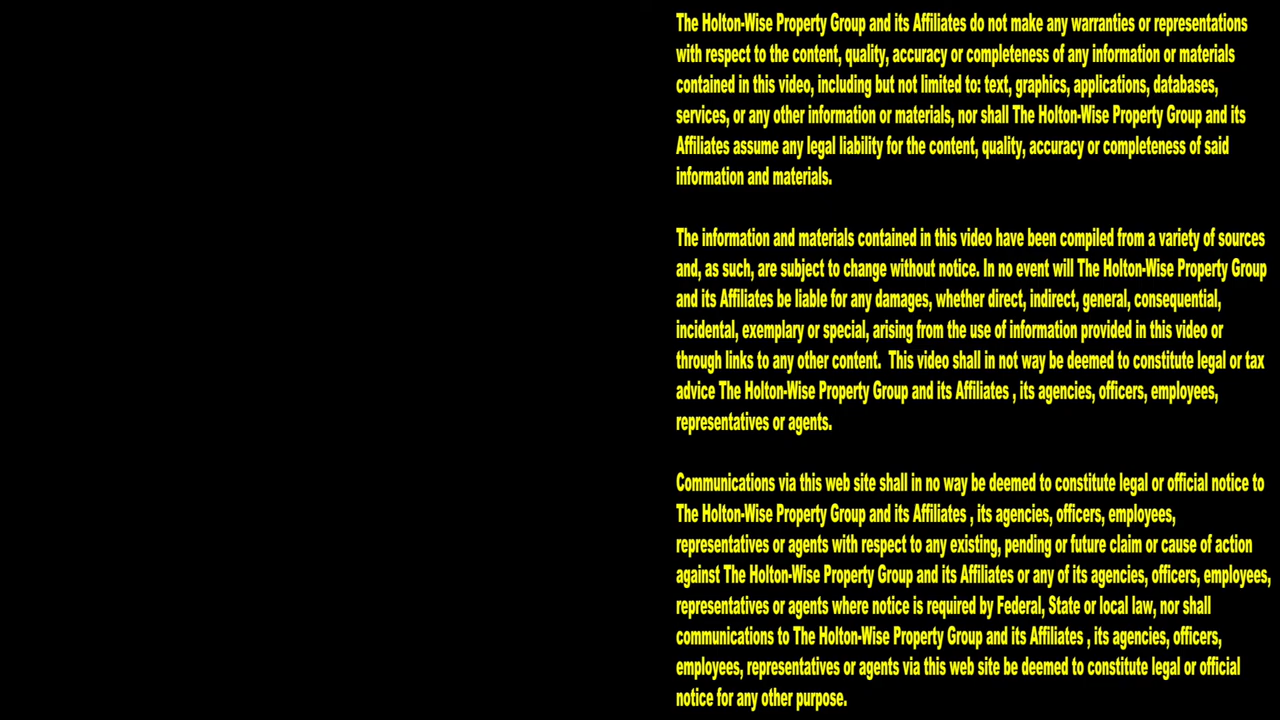 The Holton-Wise Property Group and its Affiliates do not make any warranties or representations
with respect to the content, quality, accuracy or completeness of any information or materials
contained in this video, including but not limited to: text, graphics, applications, databases,
services, or any other information or materials, nor shall The Holton-Wise Property Group and its
Affiliates assume any legal liability for the content, quality, accuracy or completeness of said
information and materials.
The information and materials contained in this video have been compiled from a variety of sources
and, as such, are subject to change without notice. In no event will The Holton-Wise Property Group
and its Affiliates be liable for any damages, whether direct, indirect, general, consequential,
incidental, exemplary or special, arising from the use of information provided in this video or
through links to any other content. This video shall in not way be deemed to constitute legal or tax
advice The Holton-Wise Property Group and its Affiliates , its agencies, officers, employees,
representatives or agents.
Communications via this web site shall in no way be deemed to constitute legal or official notice to
The Holton-Wise Property Group and its Affiliates , its agencies, officers, employees,
representatives or agents with respect to any existing, pending or future claim or cause of action
against The Holton-Wise Property Group and its Affiliates or any of its agencies, officers, employees,
representatives or agents where notice is required by Federal, State or local law, nor shall
communications to The Holton-Wise Property Group and its Affiliates , its agencies, officers,
employees, representatives or agents via this web site be deemed to constitute legal or official
notice for any other purpose.